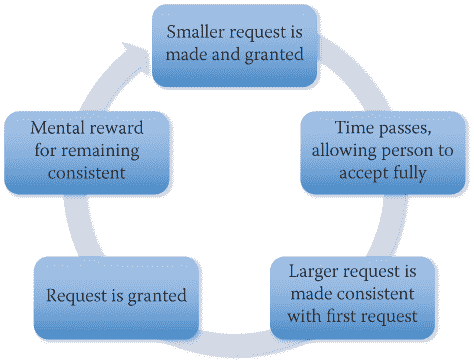 Smaller request is
made and granted
Time passes,
allowing person to
accept fully
Larger request is
made consistent
with first request
Request is granted
Mental reward
for remaining
consistent